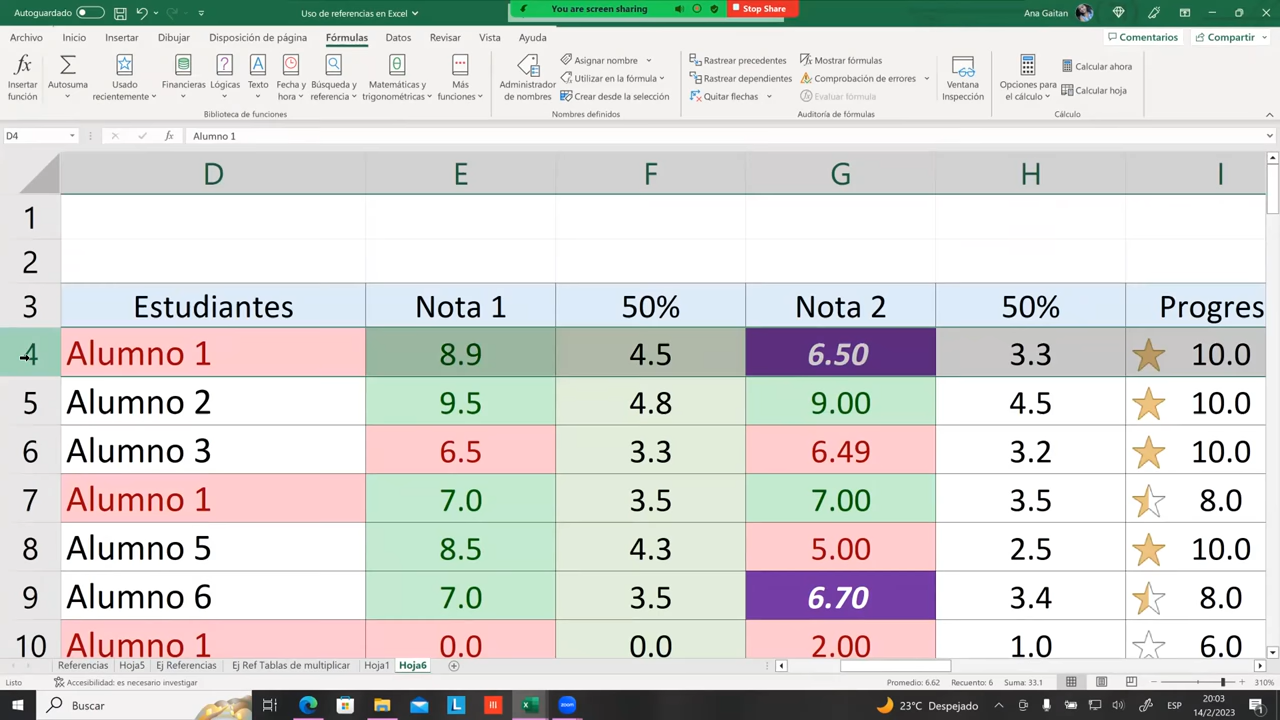 Autoguardado
Uso de referencias en Excel
You are screen sharing
Stop Share
Ana Gaitan
Archivo Inicio Insertar Dibujar Disposición de página Fórmulas Datos Revisar Vista Ayuda
Comentarios Compartir
Insertar función
Autosuma
Usado recientemente
Financieras
Lógicas
Texto
Fecha y hora
Búsqueda y referencia
Matemáticas y trigonométricas
Más funciones
Biblioteca de funciones
Administrador de nombres
Asignar nombre
Utilizar en la fórmula
Crear desde la selección
Nombres definidos
Rastrear precedentes
Rastrear dependientes
Quitar flechas
Mostrar fórmulas
Comprobación de errores
Evaluar fórmula
Auditoría de fórmulas
Ventana Inspección
Opciones para el cálculo
Calcular ahora
Calcular hoja
Cálculo
D4 fx Alumno 1
D E F G H I
1
2
3 Estudiantes Nota 1 50% Nota 2 50% Progres
4 Alumno 1 8.9 4.5 6.50 3.3 10.0
5 Alumno 2 9.5 4.8 9.00 4.5 10.0
6 Alumno 3 6.5 3.3 6.49 3.2 10.0
7 Alumno 1 7.0 3.5 7.00 3.5 8.0
8 Alumno 5 8.5 4.3 5.00 2.5 10.0
9 Alumno 6 7.0 3.5 6.70 3.4 8.0
10 Alumno 1 0.0 0.0 2.00 1.0 6.0
Referencias Hoja5 Ej Referencias Ej Ref Tablas de multiplicar Hoja1 Hoja6
Listo Accesibilidad: es necesario investigar Promedio: 6.62 Recuento: 6 Suma: 33.1 310%
Buscar
23°C Despejado
ESP
20:03
14/2/2023